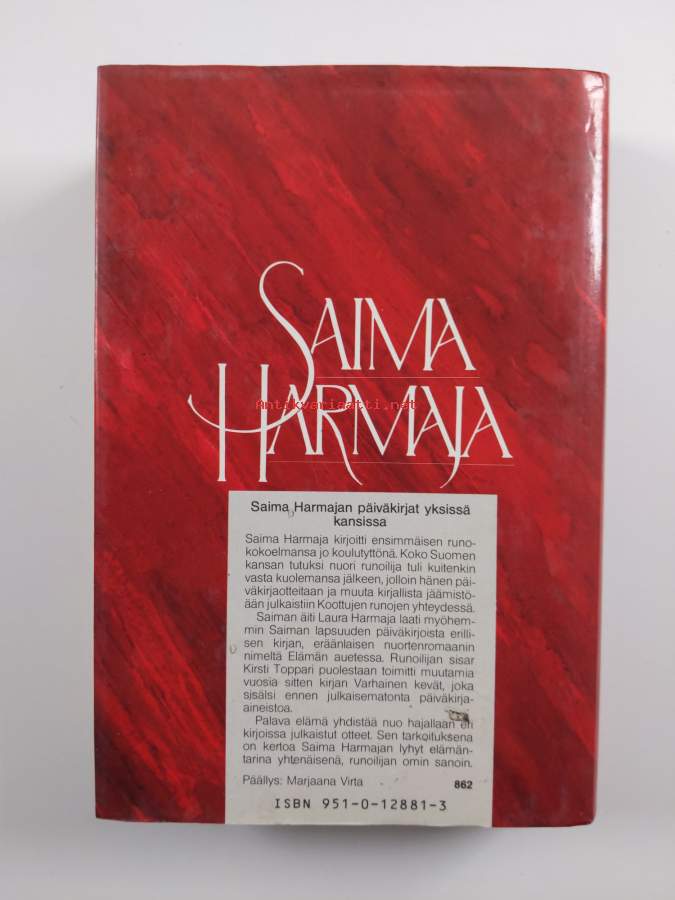 SAIMA
HARMAJA
Antikvariaatti.net
Saima Harmajan päiväkirjat yksissä
kansissa
Saima Harmaja kirjoitti ensimmäisen runo-
kokoelmansa jo koulutyttönä. Koko Suomen
kansan tutuksi nuori runoilija tuli kuitenkin
vasta kuolemansa jälkeen, jolloin hänen päi-
väkirjaotteitaan ja muuta kirjallista jäämistö-
ään julkaistiin Koottujen runojen yhteydessä.
Saiman äiti Laura Harmaja laati myöhem-
min Saiman lapsuuden päiväkirjoista erilli-
sen kirjan, eräänlaisen nuortenromaanin
nimeltä Elämän auetessa. Runoilijan sisar
Kirsti Toppari puolestaan toimitti muutamia
vuosia sitten kirjan Varhainen kevät, joka
sisälsi ennen julkaisematonta päiväkirja-
aineistoa.
Palava elämä yhdistää nuo hajallaan eri
kirjoissa julkaistut otteet. Sen tarkoituksena
on kertoa Saima Harmajan lyhyt elämän-
tarina yhtenäisenä, runoilijan omin sanoin.
Päällys: Marjaana Virta 862
ISBN 951-0-12881-3